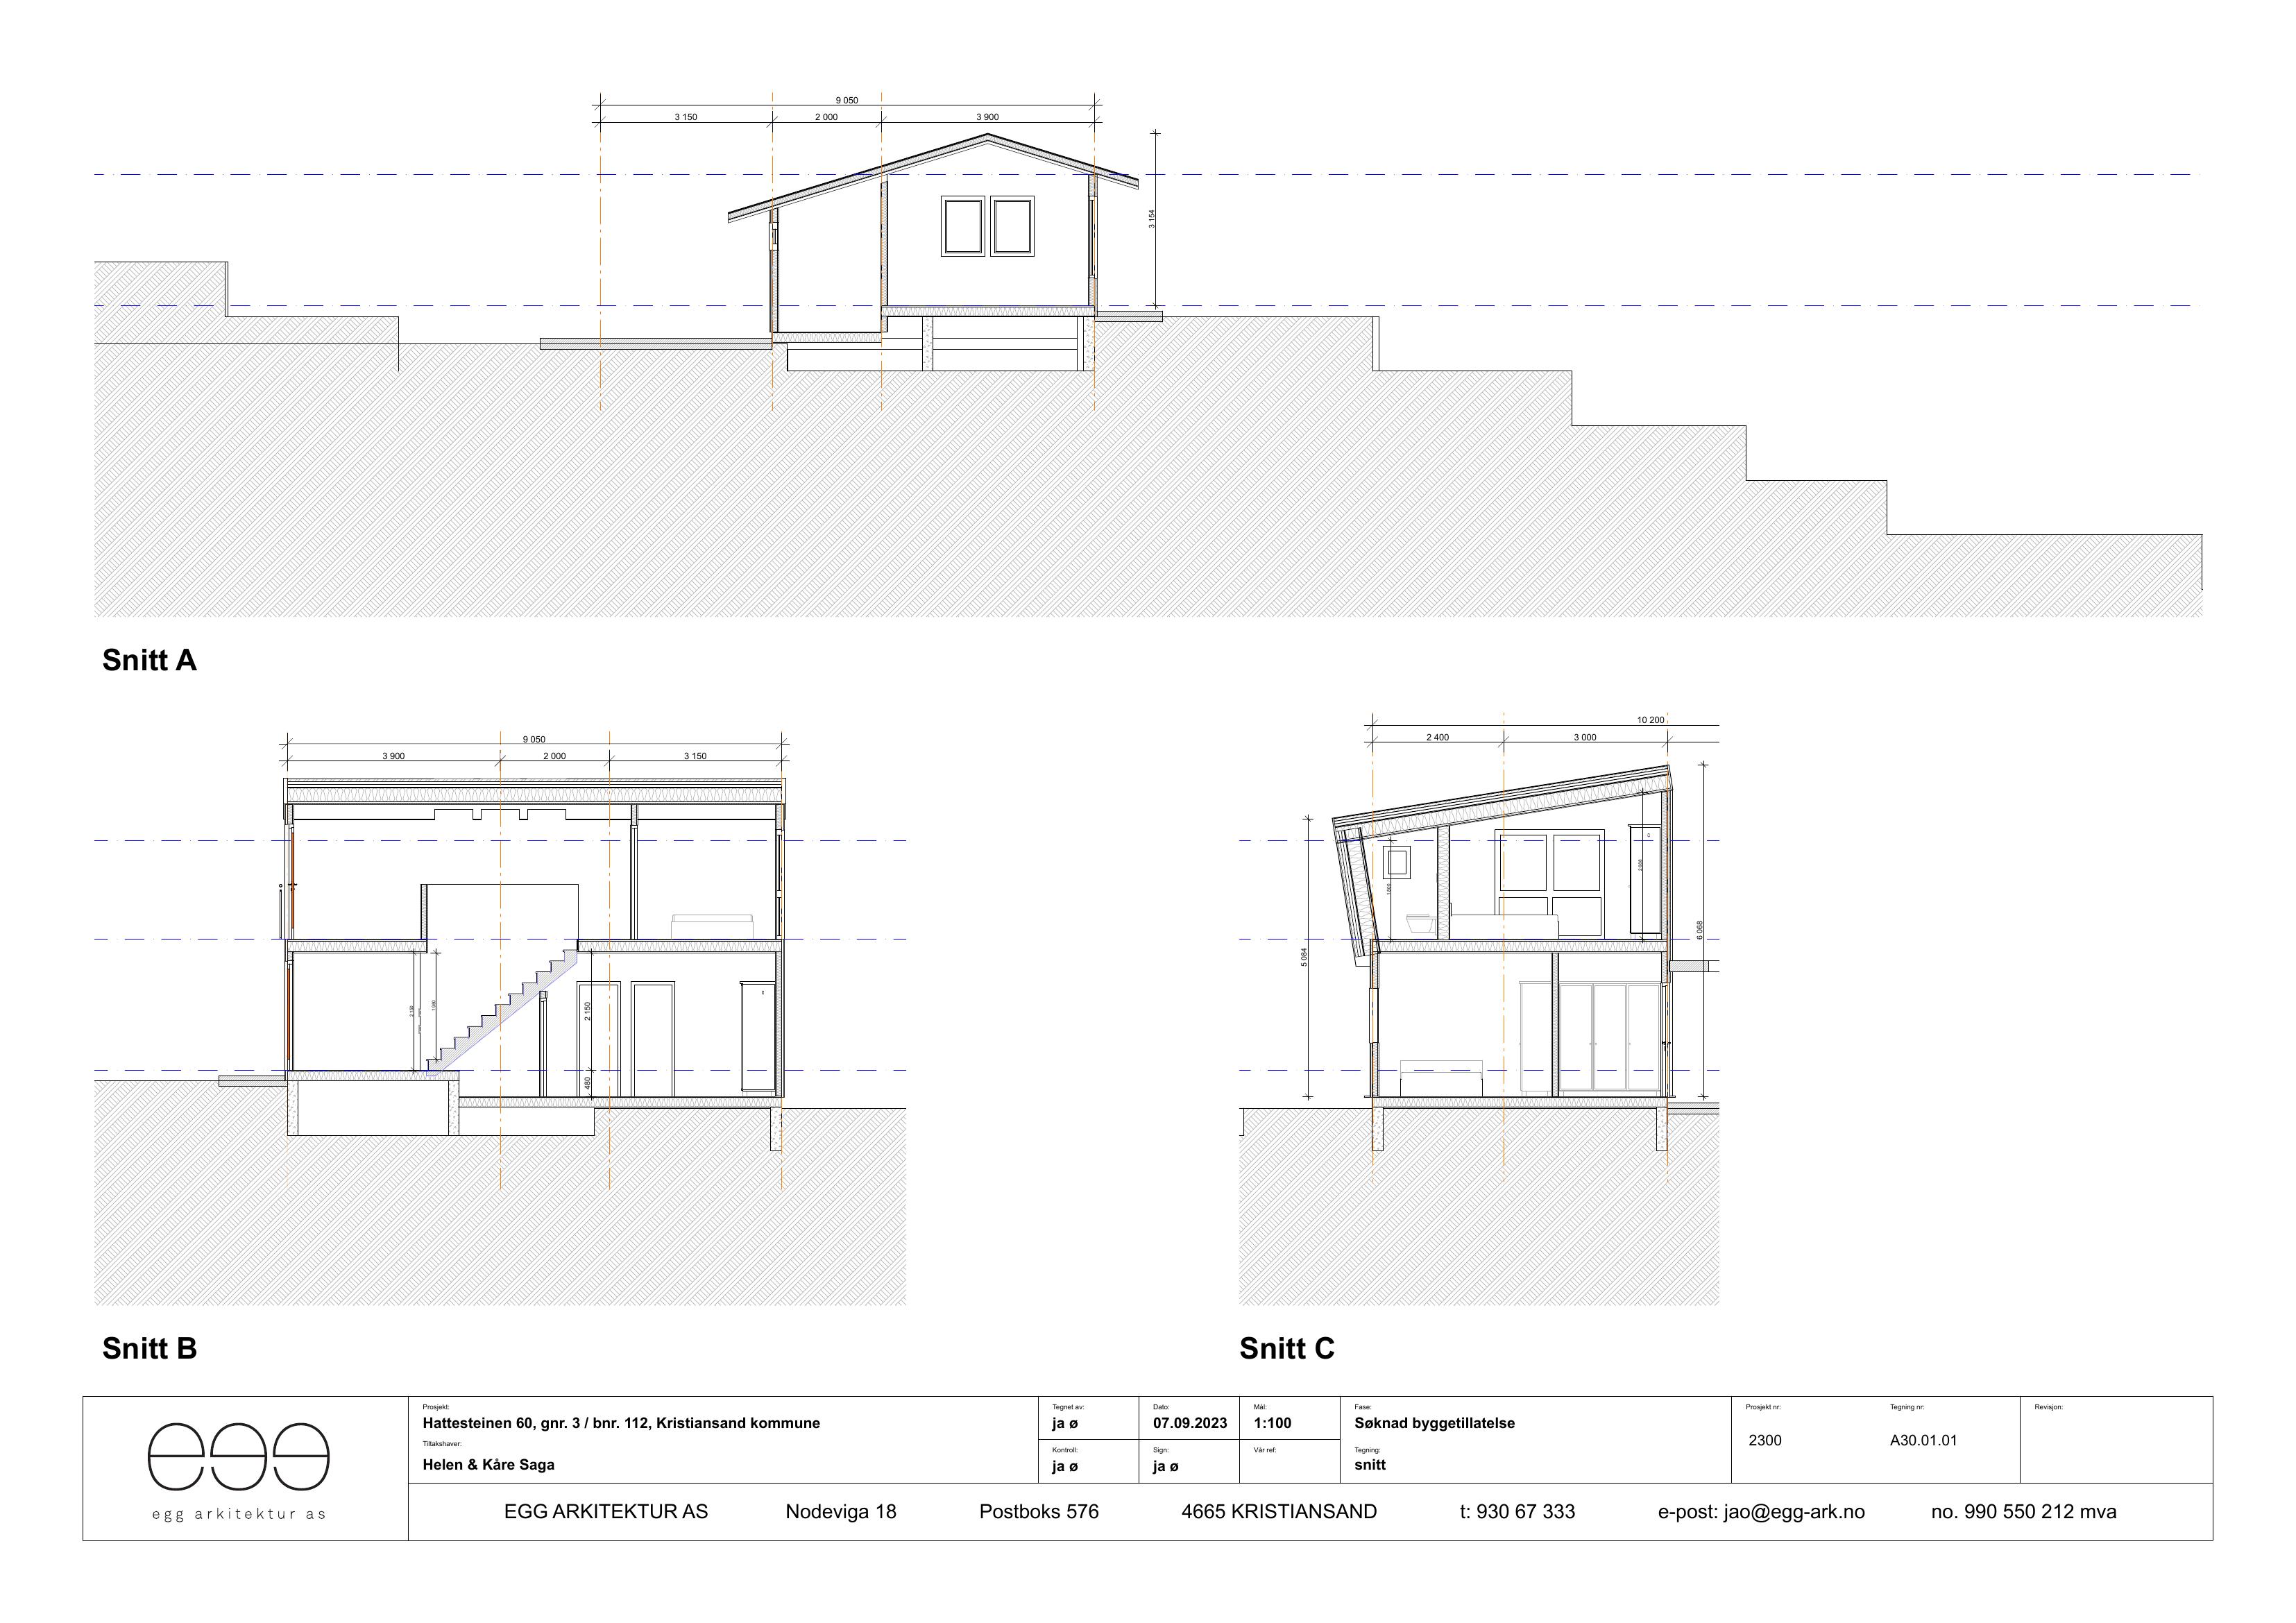 9 050
3 150
2 000
3 900
3 154
Snitt A
9 050
3 900
2 000
3 150
2 150
480
Snitt B
10 200
2 400
3 000
5 084
6 068
Snitt C
egg arkitektur as
Prosjekt:
Hattesteinen 60, gnr. 3 / bnr. 112, Kristiansand kommune
Tiltakshaver:
Helen & Kåre Saga
Tegnet av:
ja ø
Dato:
07.09.2023
Mål:
1:100
Kontroll:
ja ø
Sign:
ja ø
Vår ref:
Fase:
Søknad byggetillatelse
Tegning:
snitt
Prosjekt nr:
2300
Tegning nr:
A30.01.01
Revisjon:
EGG ARKITEKTUR AS Nodeviga 18 Postboks 576 4665 KRISTIANSAND t: 930 67 333 e-post: jao@egg-ark.no no. 990 550 212 mva